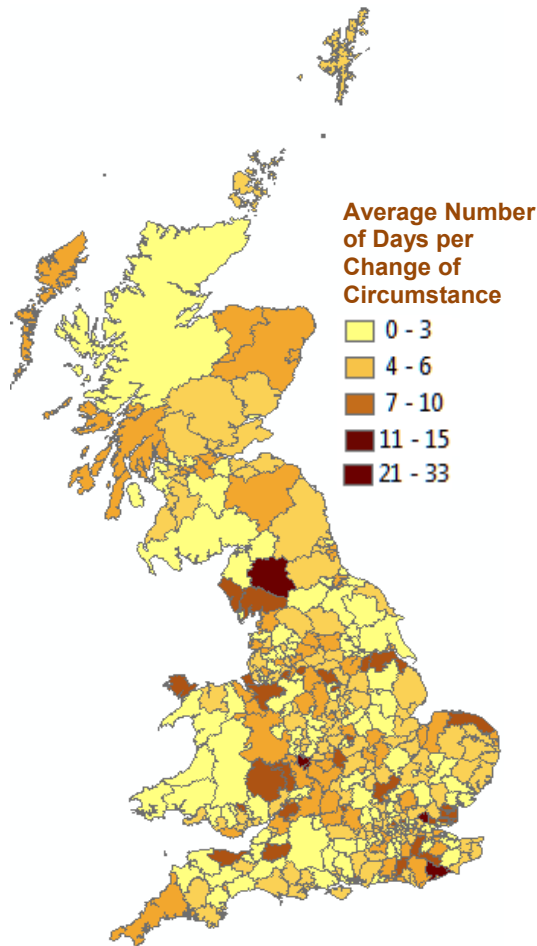 Average Number
of Days per
Change of
Circumstance
0 - 3
4 - 6
7 - 10
11 - 15
21 - 33